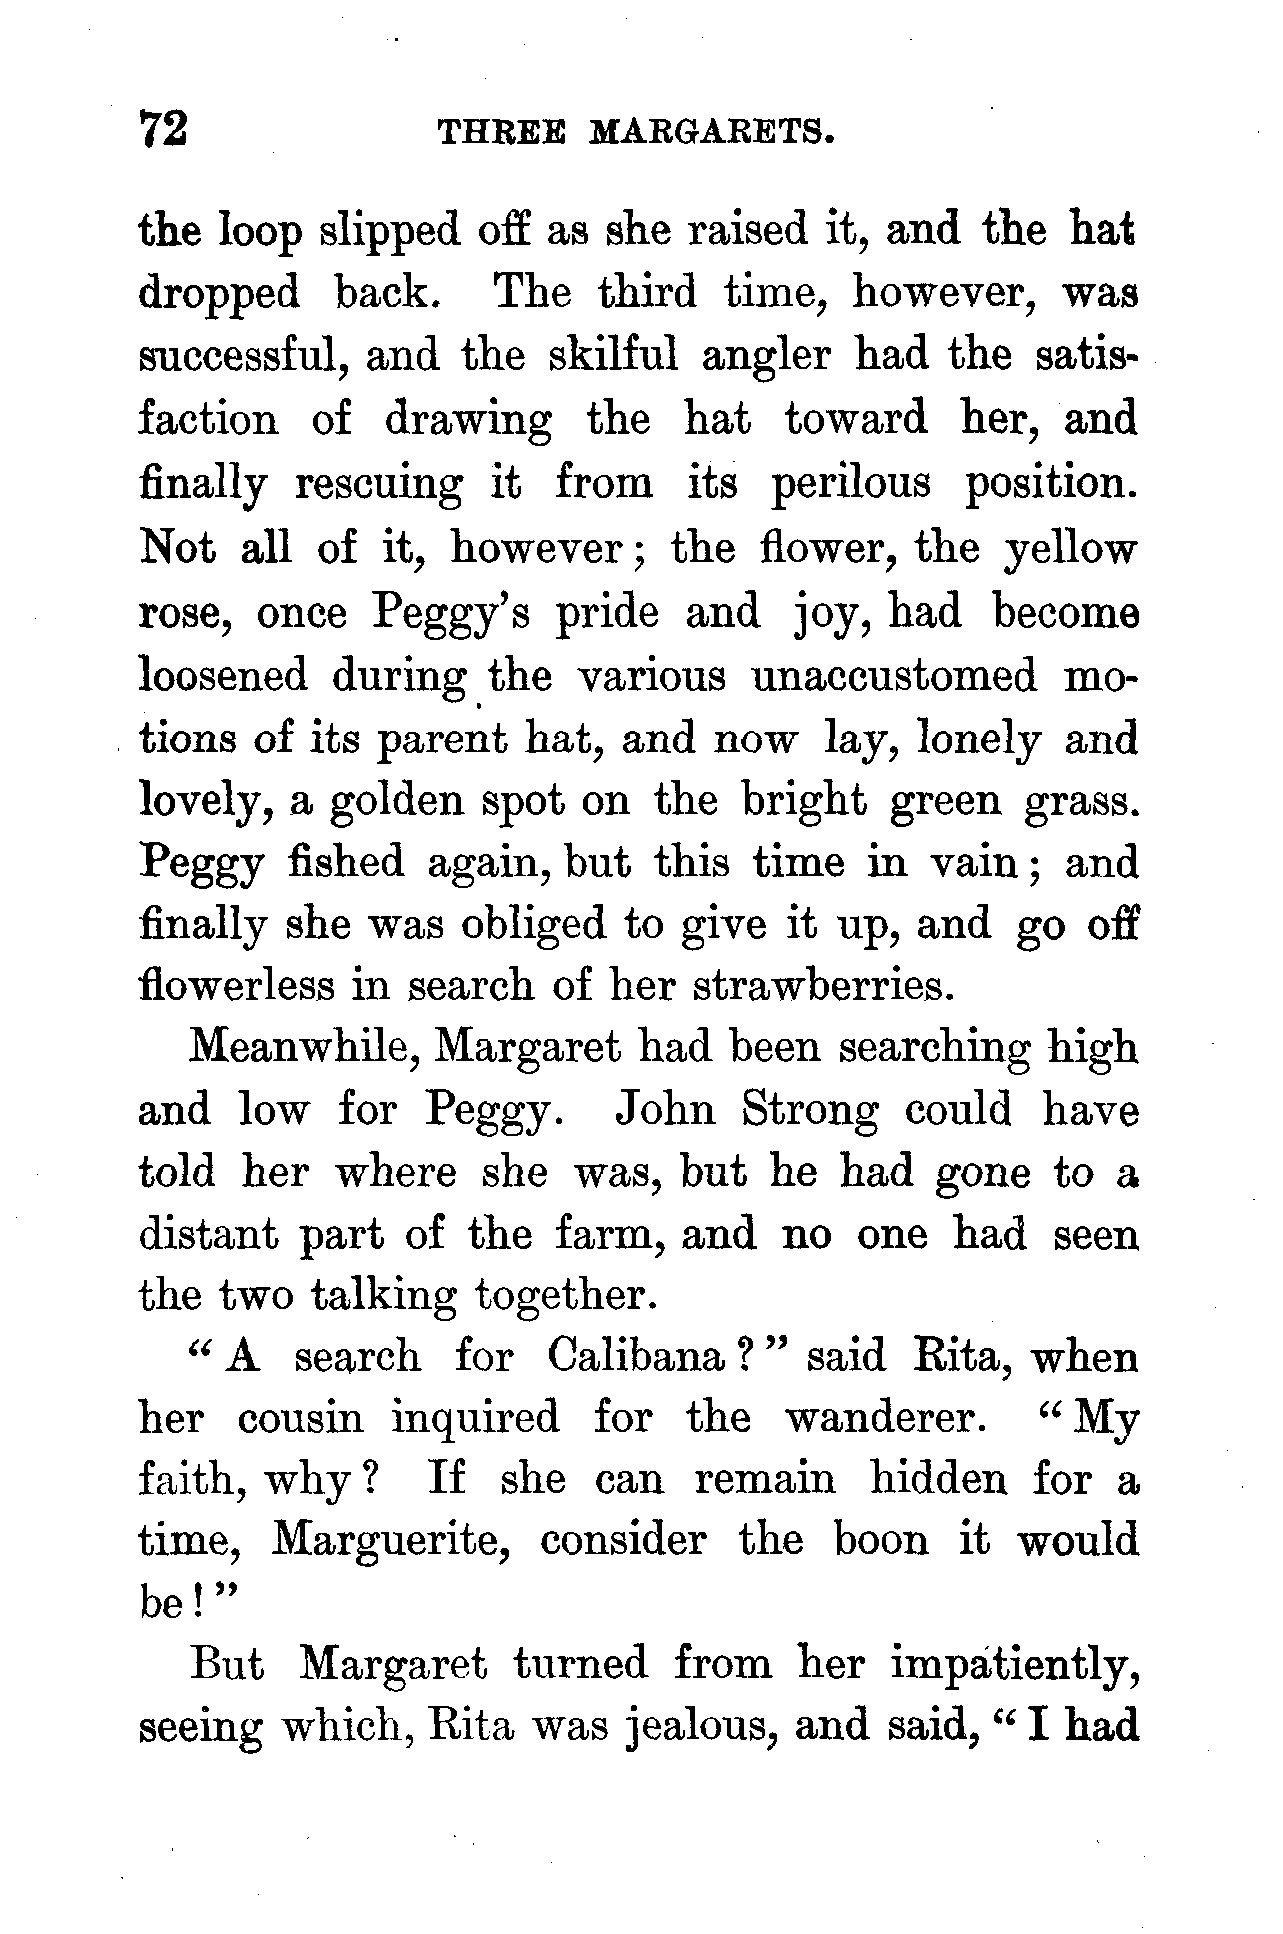 72 THREE MARGARETS.
the loop slipped off as she raised it, and the hat
dropped back. The third time, however, was
successful, and the skilful angler had the satis-
faction of drawing the hat toward her, and
finally rescuing it from its perilous position.
Not all of it, however; the flower, the yellow
rose, once Peggy's pride and joy, had become
loosened during the various unaccustomed mo-
tions of its parent hat, and now lay, lonely and
lovely, a golden spot on the bright green grass.
Peggy fished again, but this time in vain; and
finally she was obliged to give it up, and go off
flowerless in search of her strawberries.
Meanwhile, Margaret had been searching high
and low for Peggy. John Strong could have
told her where she was, but he had gone to a
distant part of the farm, and no one had seen
the two talking together.
"A search for Calibana?" said Rita, when
her cousin inquired for the wanderer. "My
faith, why? If she can remain hidden for a
time, Marguerite, consider the boon it would
be!"
But Margaret turned from her impatiently,
seeing which, Rita was jealous, and said, "I had